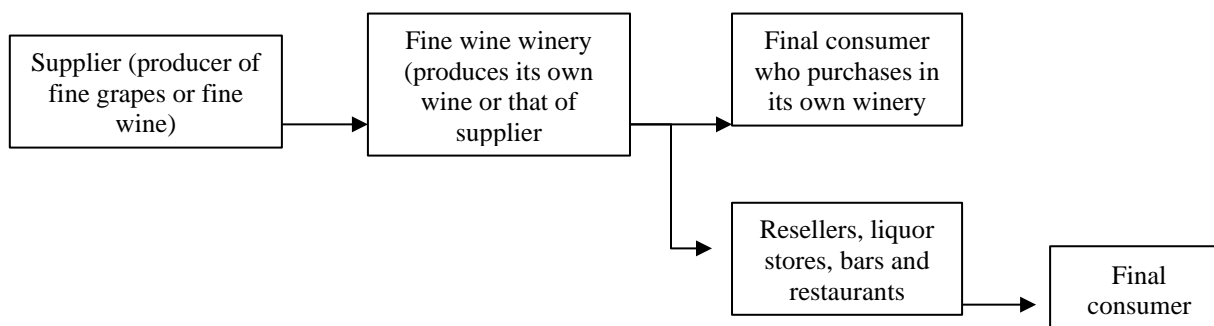 Supplier (producer of
fine grapes or fine
wine)
Fine wine winery
(produces its own
wine or that of
supplier
Final consumer
who purchases in
its own winery
Resellers, liquor
stores, bars and
restaurants
Final
consumer